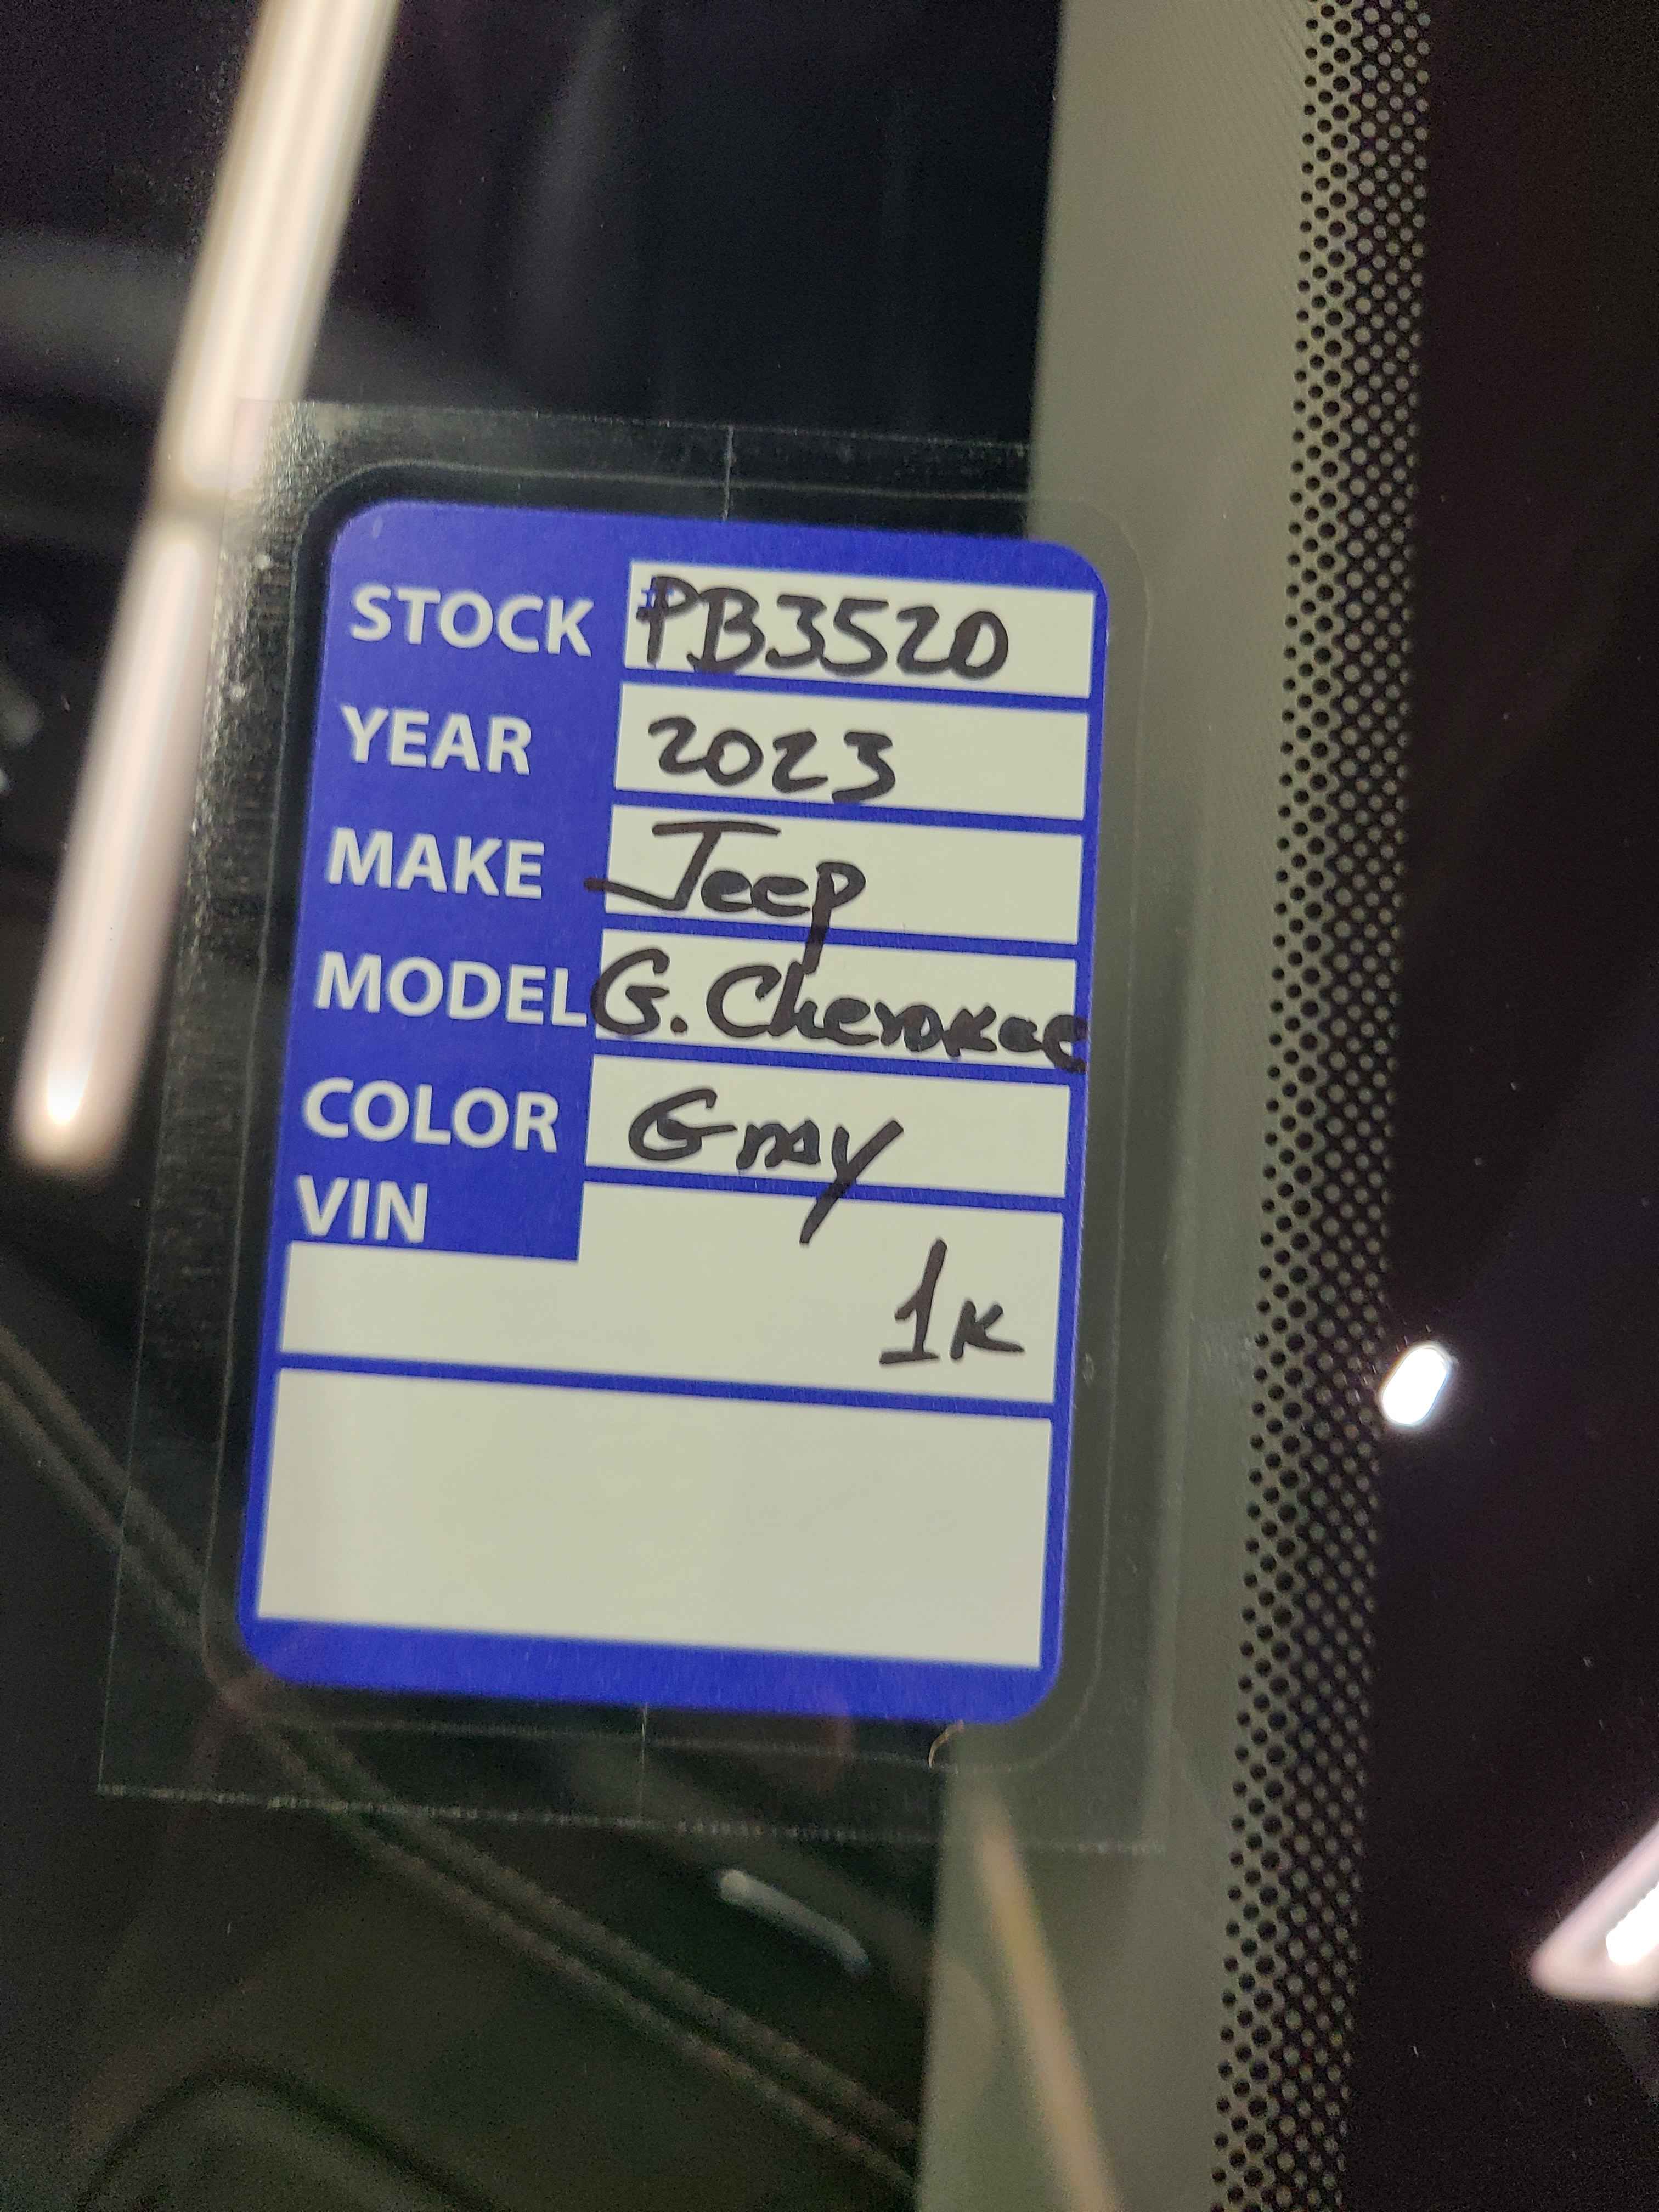 STOCK PB3520
YEAR 2023
MAKE Jeep
MODEL G. Cherokee
COLOR Gray
VIN
1K